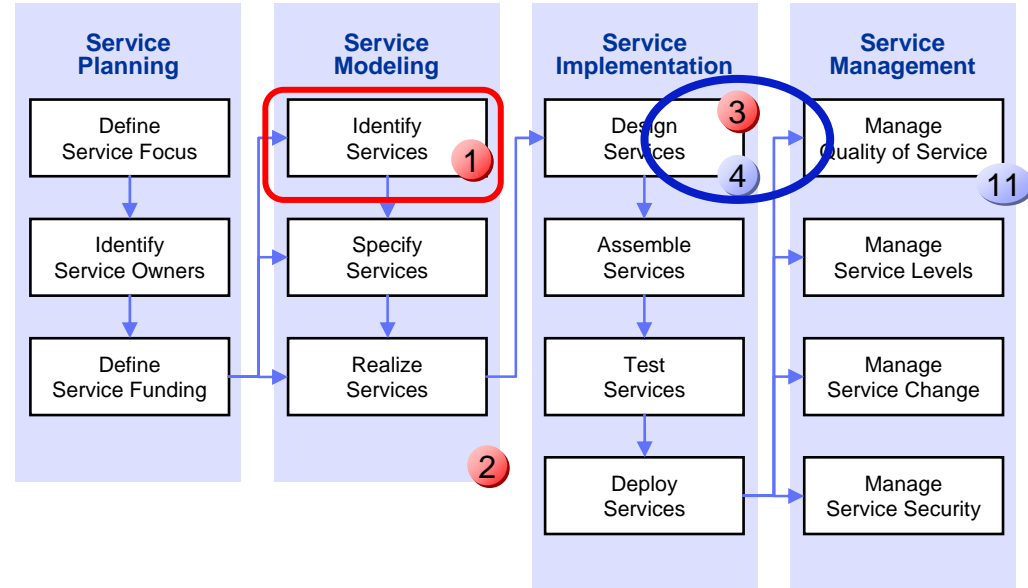 Service
Planning
Define
Service Focus
Identify
Service Owners
Define
Service Funding
Service
Modeling
Identify
Services
1
Specify
Services
Realize
Services
2
Service
Implementation
Design
Services
3
4
Assemble
Services
Test
Services
Deploy
Services
Service
Management
Manage
Quality of Service
11
Manage
Service Levels
Manage
Service Change
Manage
Service Security